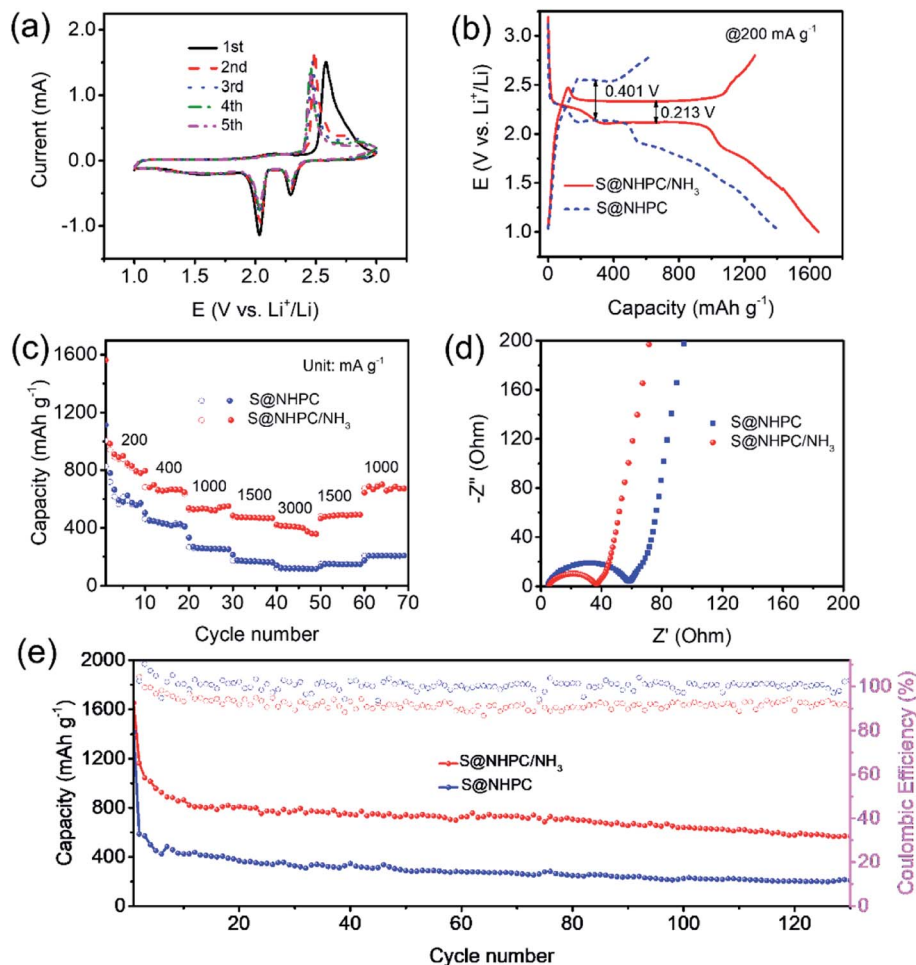 (a)
2.0
1.0
0.0
-1.0
Current (mA)
1st
2nd
3rd
4th
5th
1.0 1.5 2.0 2.5 3.0
E (V vs. Li⁺/Li)
(b)
3.0
2.5
2.0
1.5
1.0
E (V vs. Li⁺/Li)
@200 mA g⁻¹
0.401 V
0.213 V
S@NHPC/NH₃
S@NHPC
0 400 800 1200 1600
Capacity (mAh g⁻¹)
(c)
1600
1200
800
400
0
Capacity (mAh g⁻¹)
Unit: mA g⁻¹
S@NHPC
S@NHPC/NH₃
200
400
1000
1500
3000
1500
1000
0 10 20 30 40 50 60 70
Cycle number
(d)
200
160
120
80
40
0
-Z" (Ohm)
S@NHPC
S@NHPC/NH₃
0 40 80 120 160 200
Z' (Ohm)
(e)
2000
1600
1200
800
400
0
Capacity (mAh g⁻¹)
S@NHPC/NH₃
S@NHPC
100
80
60
40
20
0
Coulombic Efficiency (%)
20 40 60 80 100 120
Cycle number